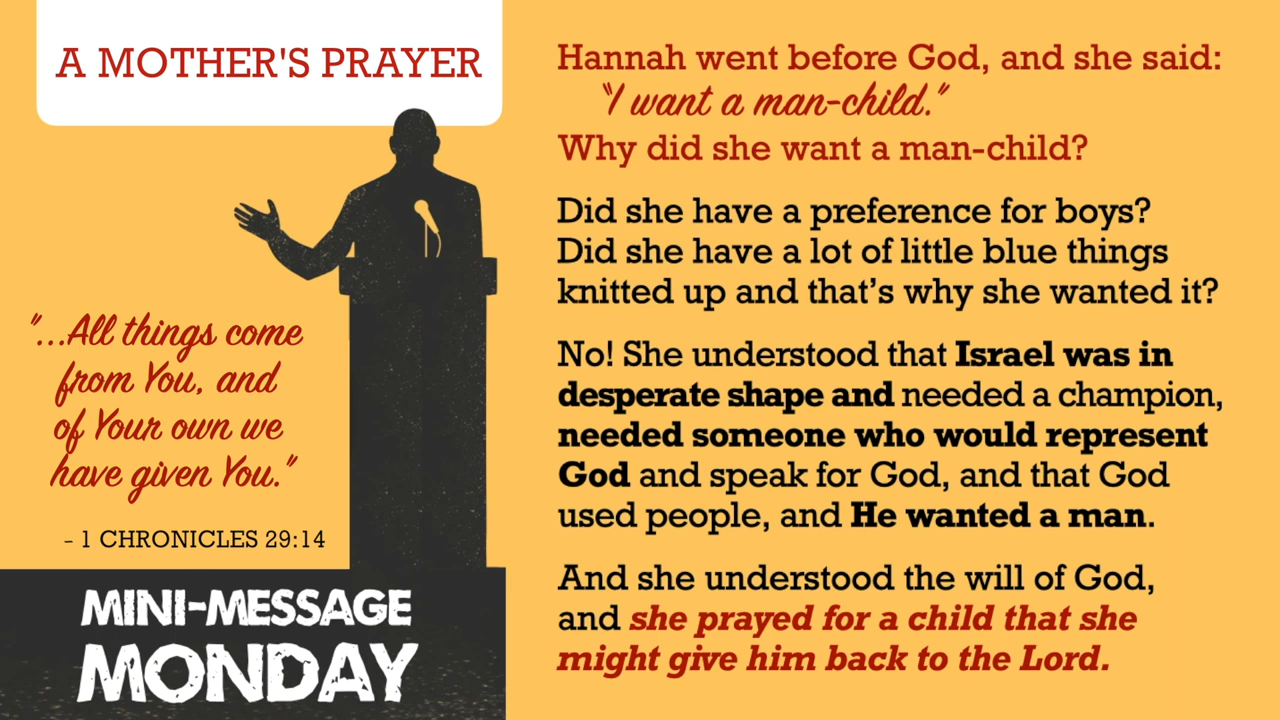 A MOTHER'S PRAYER
"...All things come
from You, and
of Your own we
have given You."
- 1 CHRONICLES 29:14
MINI-MESSAGE
MONDAY
Hannah went before God, and she said:
"I want a man-child."
Why did she want a man-child?
Did she have a preference for boys?
Did she have a lot of little blue things
knitted up and that's why she wanted it?
No! She understood that Israel was in
desperate shape and needed a champion,
needed someone who would represent
God and speak for God, and that God
used people, and He wanted a man.
And she understood the will of God,
and she prayed for a child that she
might give him back to the Lord.